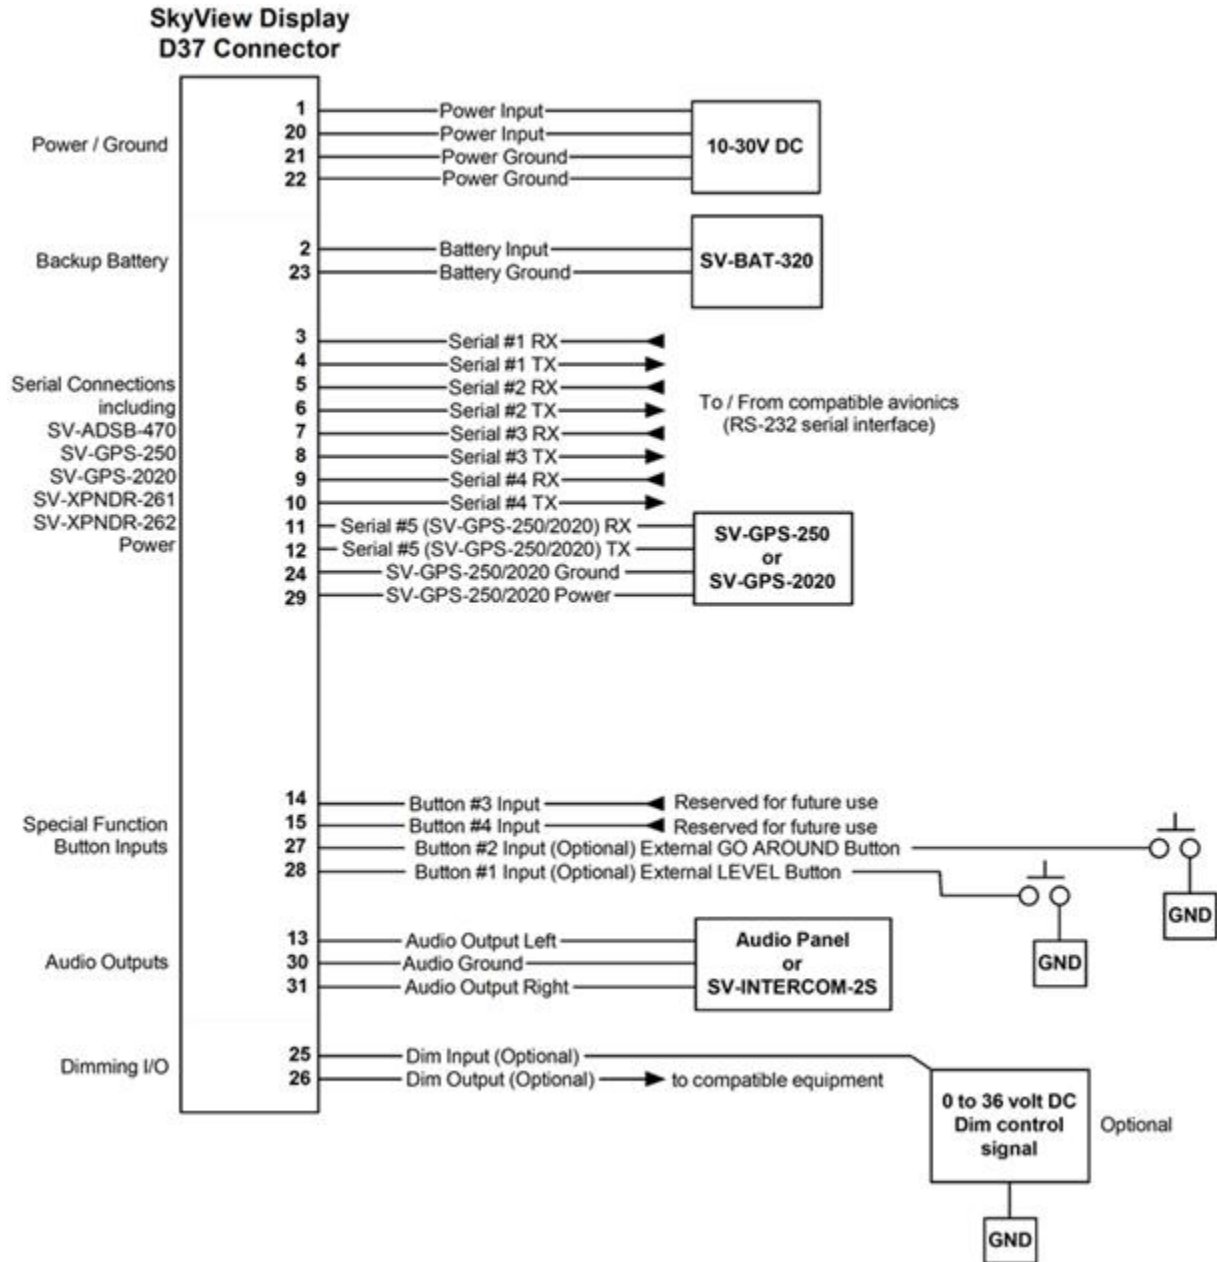 SkyView Display
D37 Connector
Power / Ground
1 Power Input
20 Power Input
21 Power Ground
22 Power Ground
10-30V DC
Backup Battery
2 Battery Input
23 Battery Ground
SV-BAT-320
Serial Connections
including
SV-ADSB-470
SV-GPS-250
SV-GPS-2020
SV-XPNDR-261
SV-XPNDR-262
Power
3 Serial #1 RX
4 Serial #1 TX
5 Serial #2 RX
6 Serial #2 TX
7 Serial #3 RX
8 Serial #3 TX
9 Serial #4 RX
10 Serial #4 TX
To / From compatible avionics
(RS-232 serial interface)
11 Serial #5 (SV-GPS-250/2020) RX
12 Serial #5 (SV-GPS-250/2020) TX
24 SV-GPS-250/2020 Ground
29 SV-GPS-250/2020 Power
SV-GPS-250
or
SV-GPS-2020
Special Function
Button Inputs
14 Button #3 Input Reserved for future use
15 Button #4 Input Reserved for future use
27 Button #2 Input (Optional) External GO AROUND Button
28 Button #1 Input (Optional) External LEVEL Button
GND
GND
Audio Outputs
13 Audio Output Left
30 Audio Ground
31 Audio Output Right
Audio Panel
or
SV-INTERCOM-2S
Dimming I/O
25 Dim Input (Optional)
26 Dim Output (Optional) to compatible equipment
0 to 36 volt DC
Dim control
signal
Optional
GND